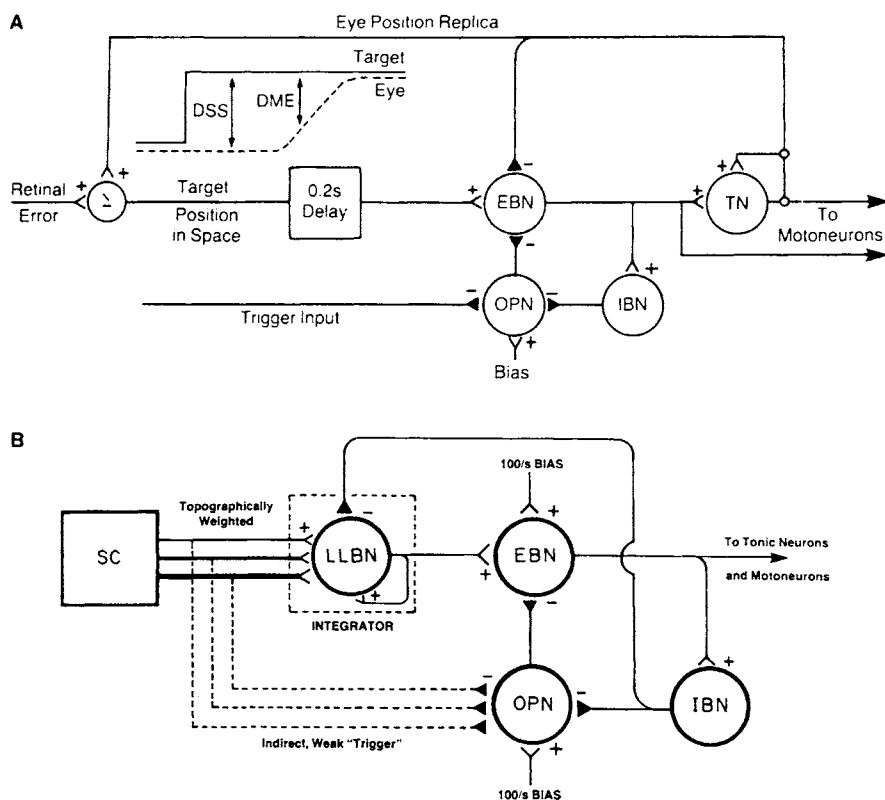 A
Eye Position Replica
Target
Eye
DSS
DME
+
+
Retinal
Error
Σ
Target
Position
in Space
0.2s
Delay
+
EBN
-
-
+
TN
+
To
Motoneurons
Trigger Input
-
OPN
-
IBN
+
+
Bias
B
SC
Topographically
Weighted
+
-
LLBN
++
INTEGRATOR
100/s BIAS
+
EBN
+
-
To Tonic Neurons
and Motoneurons
-
OPN
-
+
IBN
+
Indirect, Weak "Trigger"
100/s BIAS